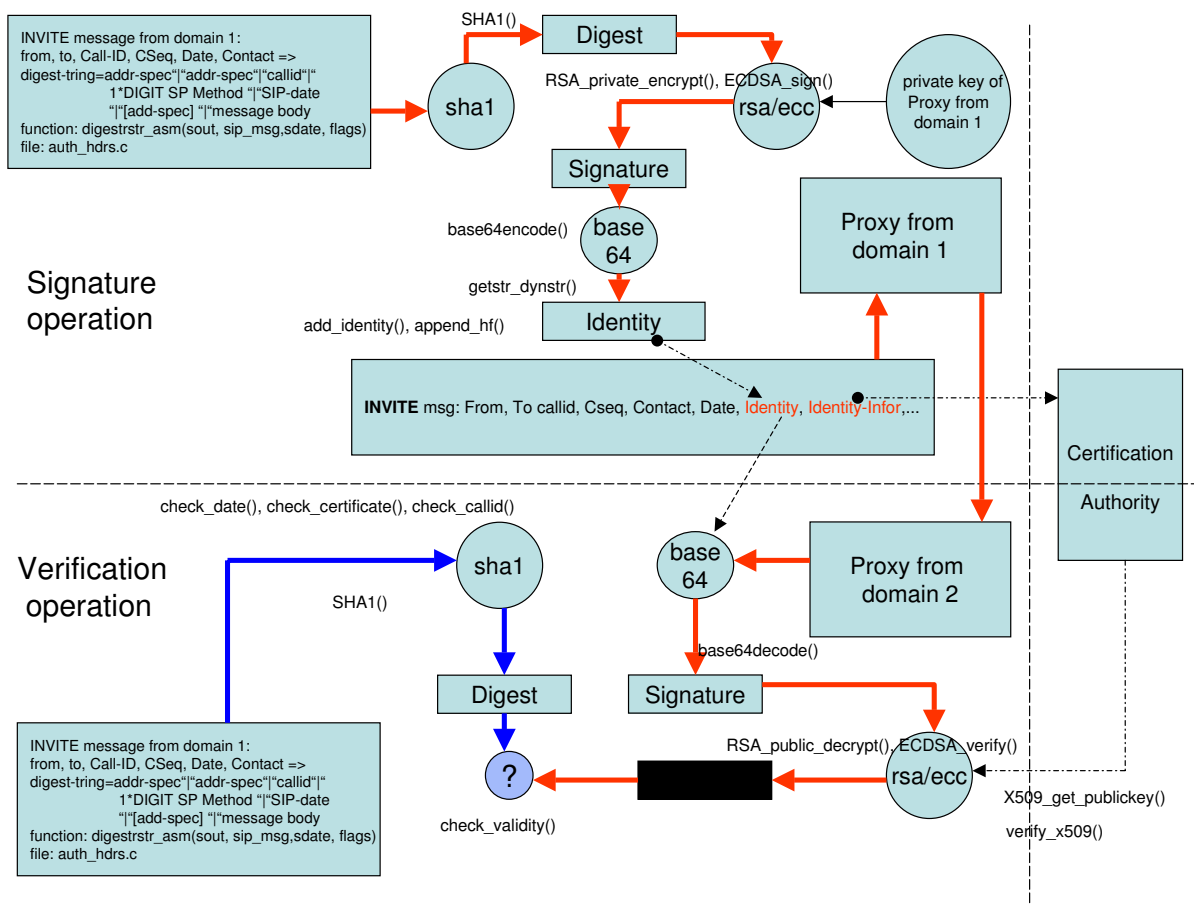 INVITE message from domain 1:
from, to, Call-ID, CSeq, Date, Contact =>
digest-tring=addr-spec“|“addr-spec“|“callid“|“
1*DIGIT SP Method “|“SIP-date
“|“[add-spec] “|“message body
function: digestrstr_asm(sout, sip_msg,sdate, flags)
file: auth_hdrs.c
sha1
SHA1()
Digest
RSA_private_encrypt(), ECDSA_sign()
rsa/ecc
private key of
Proxy from
domain 1
Signature
base64encode()
base
64
getstr_dynstr()
Identity
add_identity(), append_hf()
Proxy from
domain 1
Signature
operation
INVITE msg: From, To callid, Cseq, Contact, Date, Identity, Identity-Infor,...
Certification
Authority
check_date(), check_certificate(), check_callid()
Verification
operation
sha1
SHA1()
base
64
Proxy from
domain 2
base64decode()
Digest
Signature
RSA_public_decrypt(), ECDSA_verify()
rsa/ecc
?
check_validity()
X509_get_publickey()
verify_x509()
INVITE message from domain 1:
from, to, Call-ID, CSeq, Date, Contact =>
digest-tring=addr-spec“|“addr-spec“|“callid“|“
1*DIGIT SP Method “|“SIP-date
“|“[add-spec] “|“message body
function: digestrstr_asm(sout, sip_msg,sdate, flags)
file: auth_hdrs.c